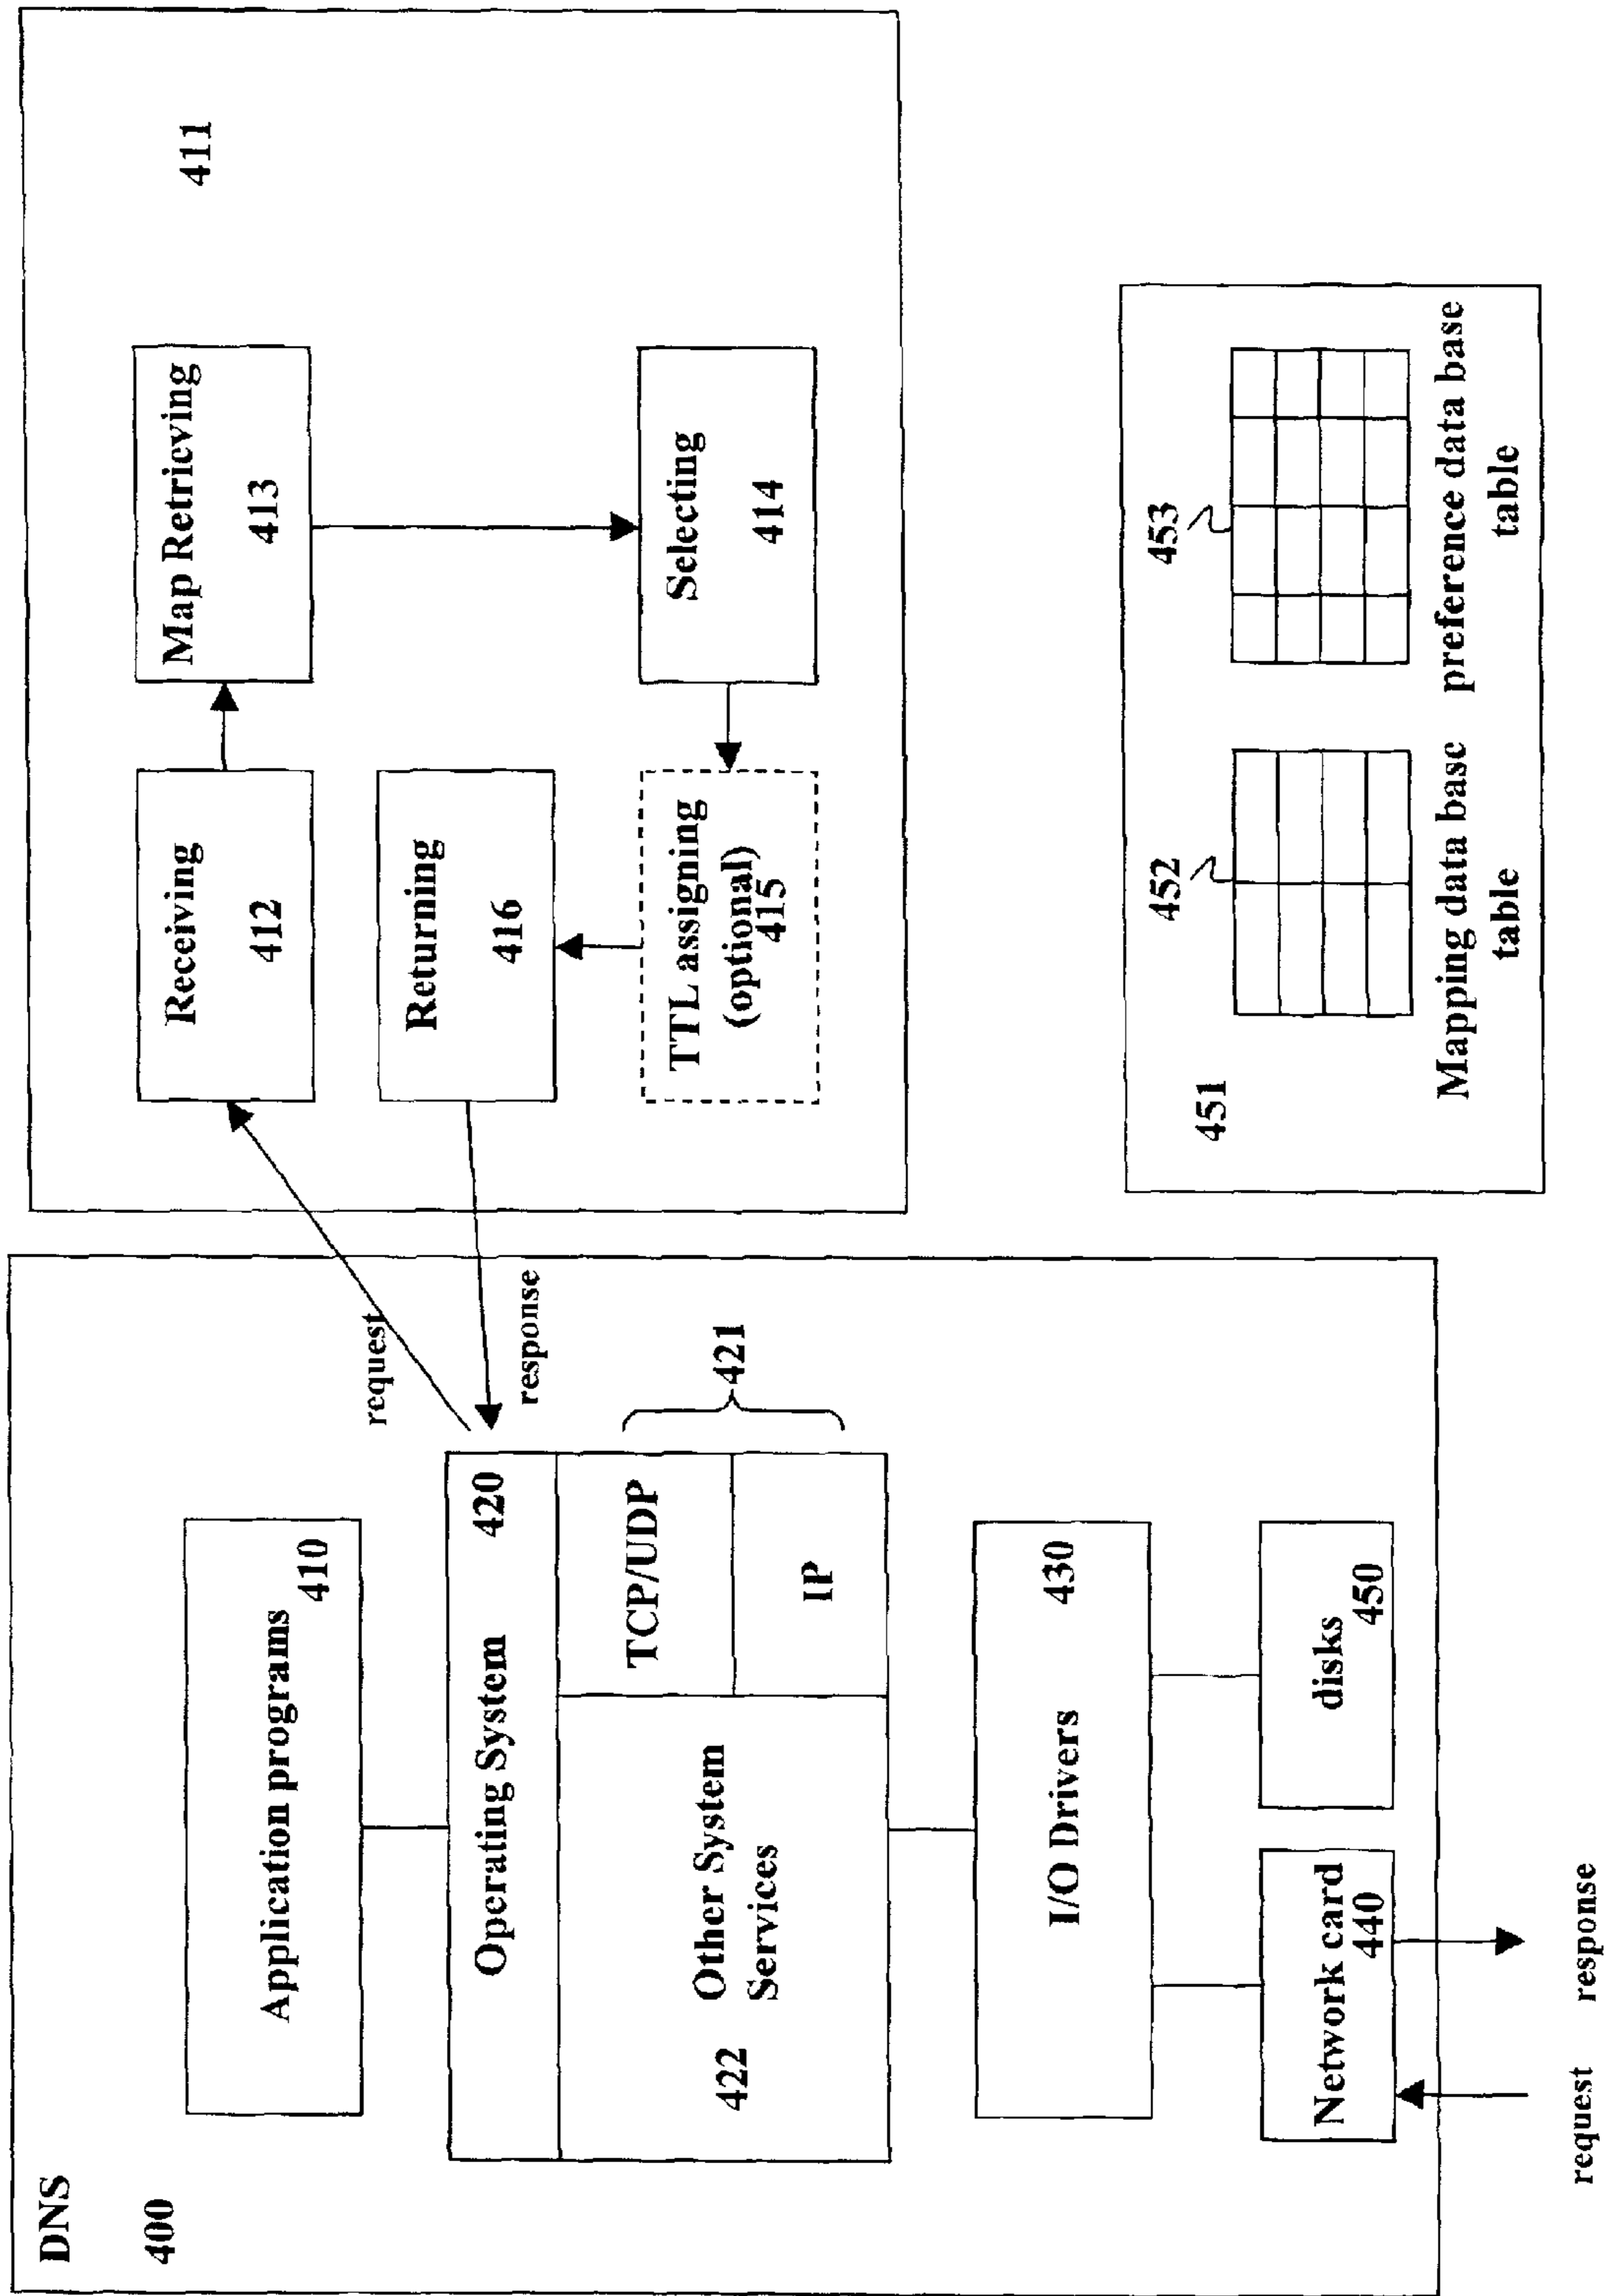 DNS
400
Application programs
410
Operating System
420
TCP/UDP
IP
421
Other System
Services
422
I/O Drivers
430
Network card
440
disks
450
request
response
request
response
411
Receiving
412
Map Retrieving
413
Returning
416
TTL assigning
(optional)
415
Selecting
414
451
452
453
Mapping data base
table
preference data base
table